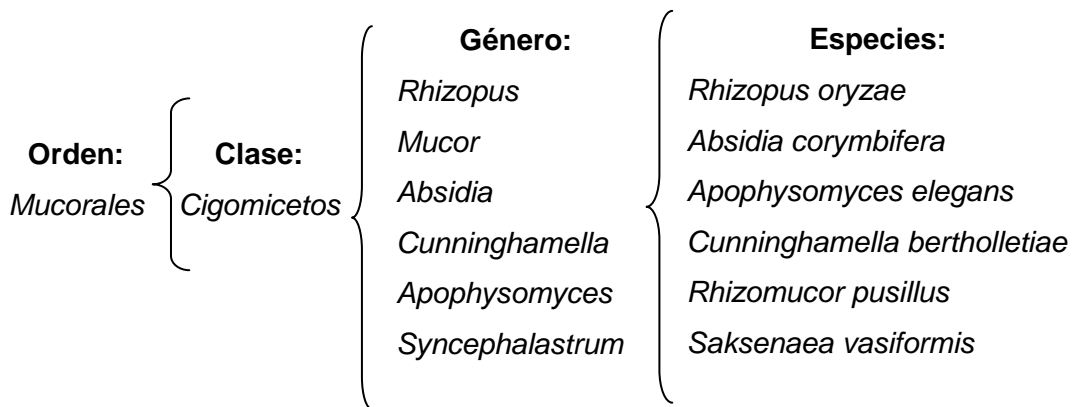 Orden:
Mucorales
Clase:
Cigomicetos
Género:
Rhizopus
Mucor
Absidia
Cunninghamella
Apophysomyces
Syncephalastrum
Especies:
Rhizopus oryzae
Absidia corymbifera
Apophysomyces elegans
Cunninghamella bertholletiae
Rhizomucor pusillus
Saksenaea vasiformis